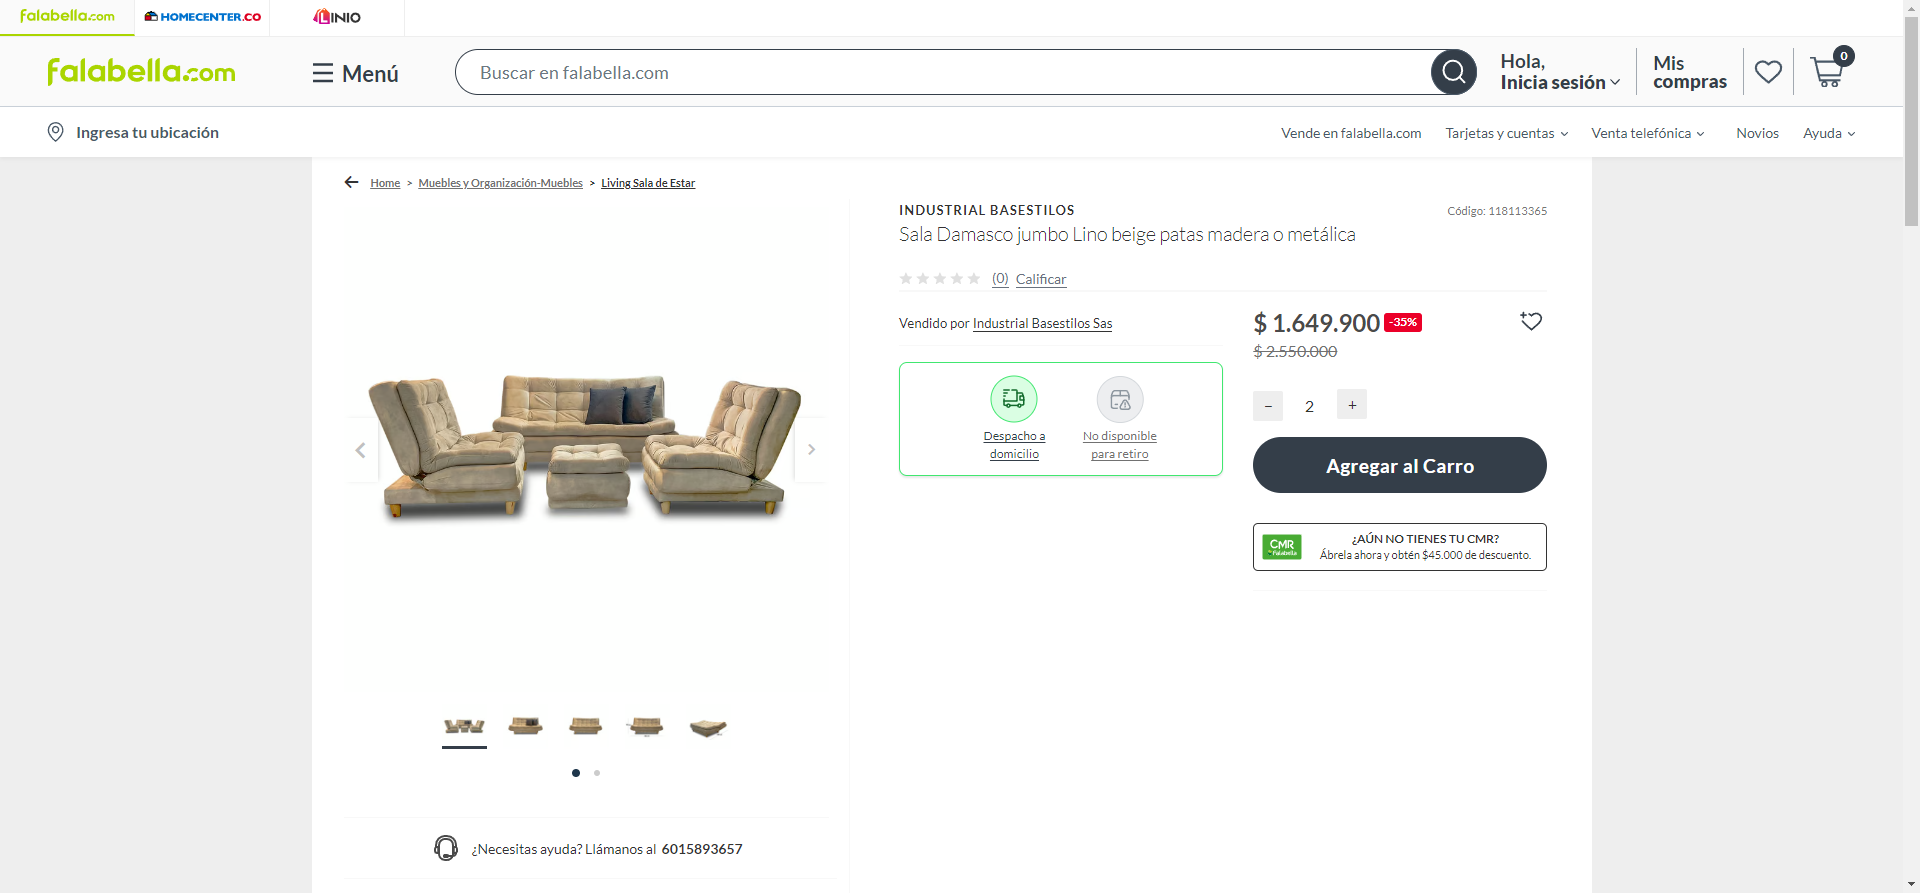 falabella.com
HOMECENTER.CO
LINIO
falabella.com
Menú
Buscar en falabella.com
Hola,
Inicia sesión
Mis
compras
0
Ingresa tu ubicación
Vende en falabella.com
Tarjetas y cuentas
Venta telefónica
Novios
Ayuda
Home > Muebles y Organización-Muebles > Living Sala de Estar
INDUSTRIAL BASESTILOS
Código: 118113365
Sala Damasco jumbo Lino beige patas madera o metálica
(0) Calificar
Vendido por Industrial Basestilos Sas
$ 1.649.900 -35%
$ 2.550.000
Despacho a
domicilio
No disponible
para retiro
- 2 +
Agregar al Carro
CMR
Falabella
¿AÚN NO TIENES TU CMR?
Ábrela ahora y obtén $45.000 de descuento.
¿Necesitas ayuda? Llámanos al 6015893657